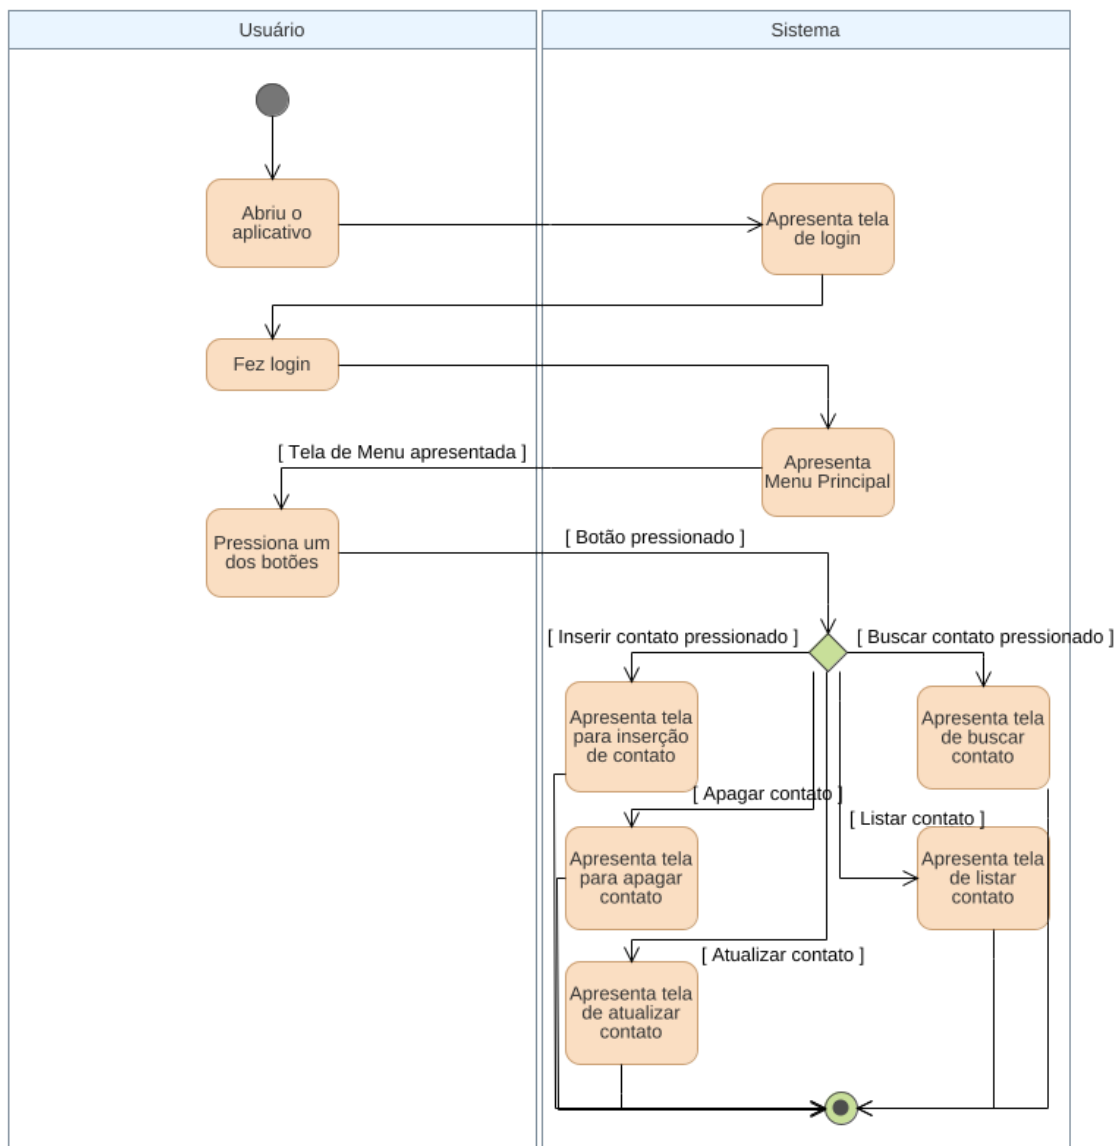 Usuário
Sistema
Abriu o
aplicativo
Apresenta tela
de login
Fez login
[ Tela de Menu apresentada ]
Apresenta
Menu Principal
Pressiona um
dos botões
[ Botão pressionado ]
[ Inserir contato pressionado ]
[ Buscar contato pressionado ]
Apresenta tela
para inserção
de contato
Apresenta tela
de buscar
contato
[ Apagar contato ]
[ Listar contato ]
Apresenta tela
para apagar
contato
Apresenta tela
de listar
contato
[ Atualizar contato ]
Apresenta tela
de atualizar
contato